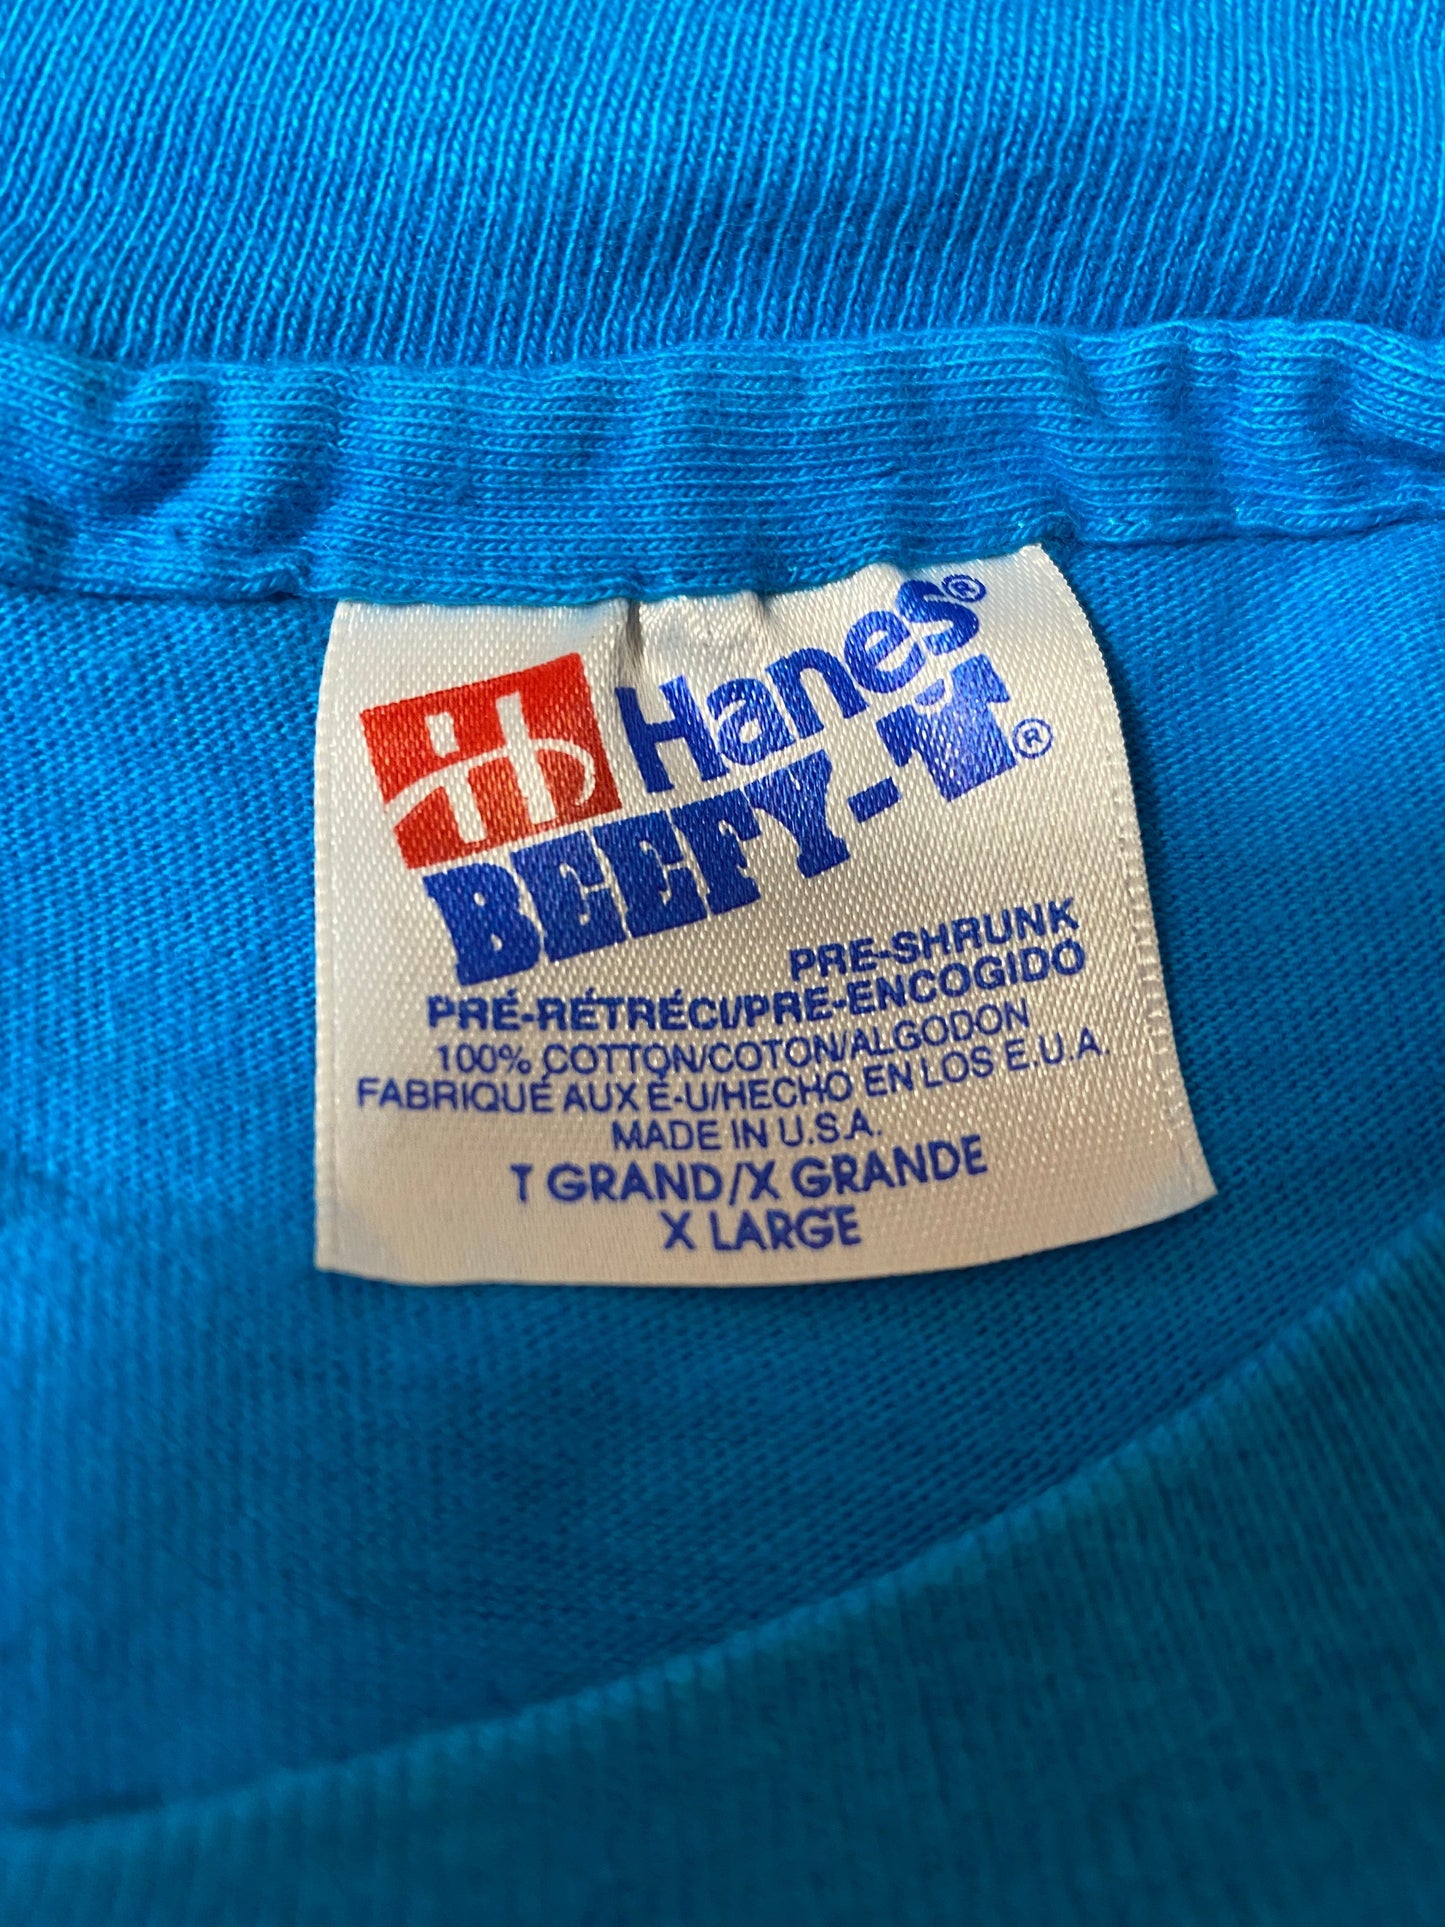 Hanes®
BEEFY-T®
PRE-SHRUNK
PRÉ-RÉTRÉCI/PRE-ENCOGIDO
100% COTTON/COTON/ALGODON
FABRIQUÉ AUX É-U/HECHO EN LOS E.U.A.
MADE IN U.S.A.
T GRAND/X GRANDE
X LARGE